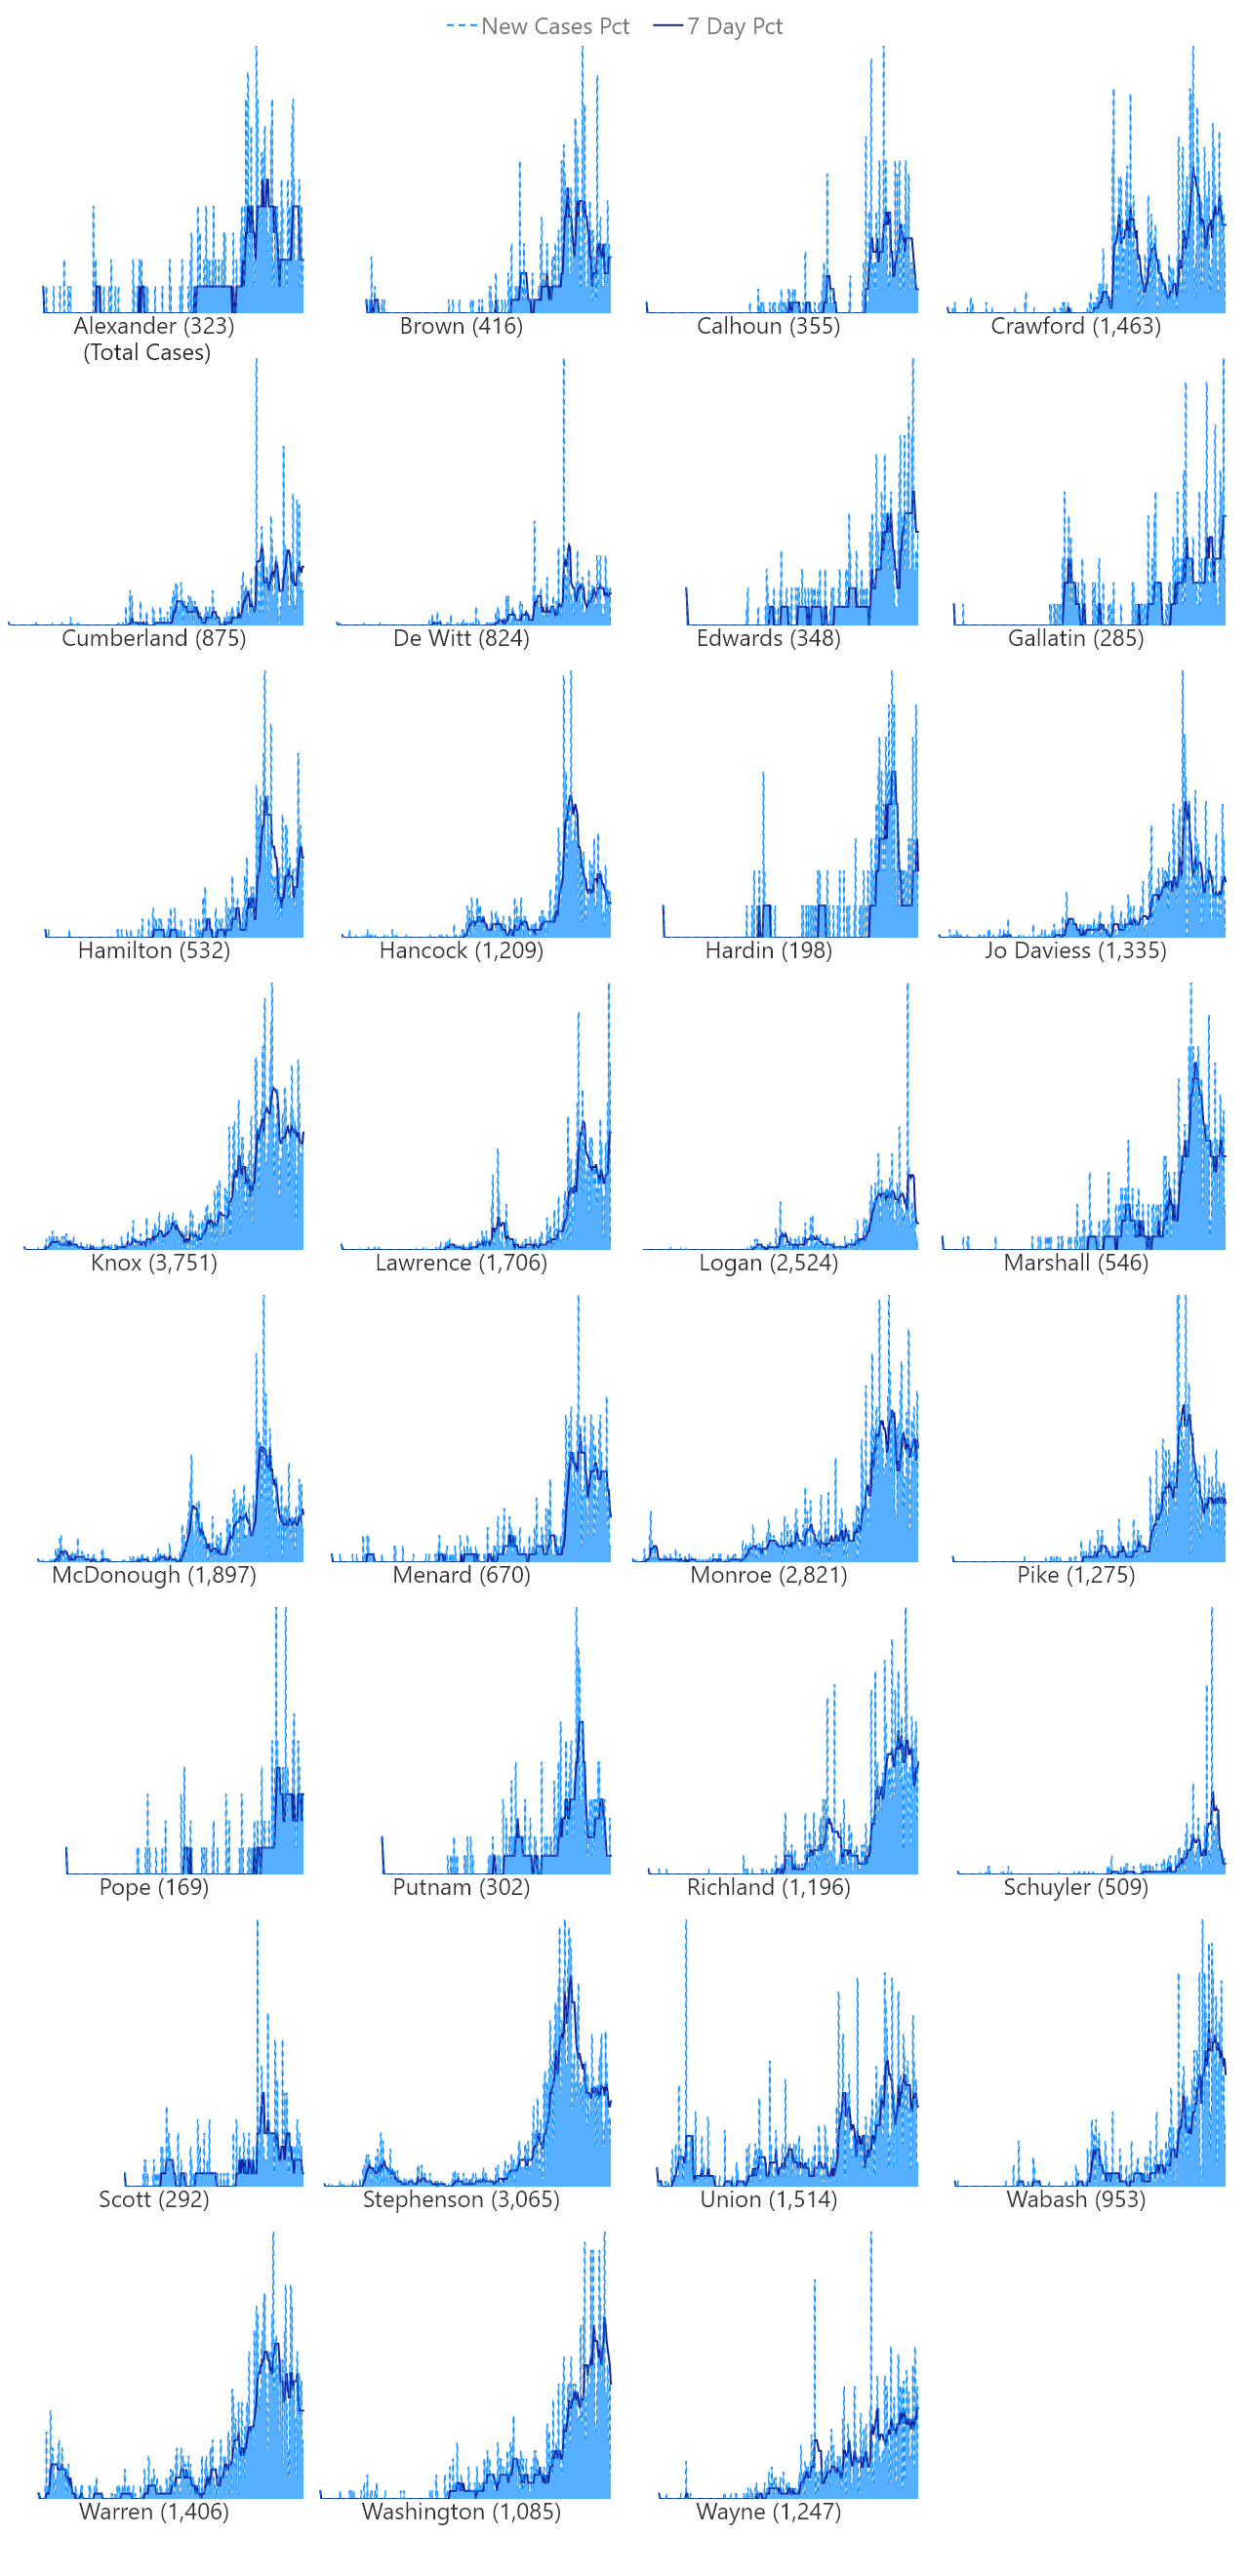 New Cases Pct 7 Day Pct
Alexander (323) Brown (416) Calhoun (355) Crawford (1,463)
(Total Cases)
Cumberland (875) De Witt (824) Edwards (348) Gallatin (285)
Hamilton (532) Hancock (1,209) Hardin (198) Jo Daviess (1,335)
Knox (3,751) Lawrence (1,706) Logan (2,524) Marshall (546)
McDonough (1,897) Menard (670) Monroe (2,821) Pike (1,275)
Pope (169) Putnam (302) Richland (1,196) Schuyler (509)
Scott (292) Stephenson (3,065) Union (1,514) Wabash (953)
Warren (1,406) Washington (1,085) Wayne (1,247)